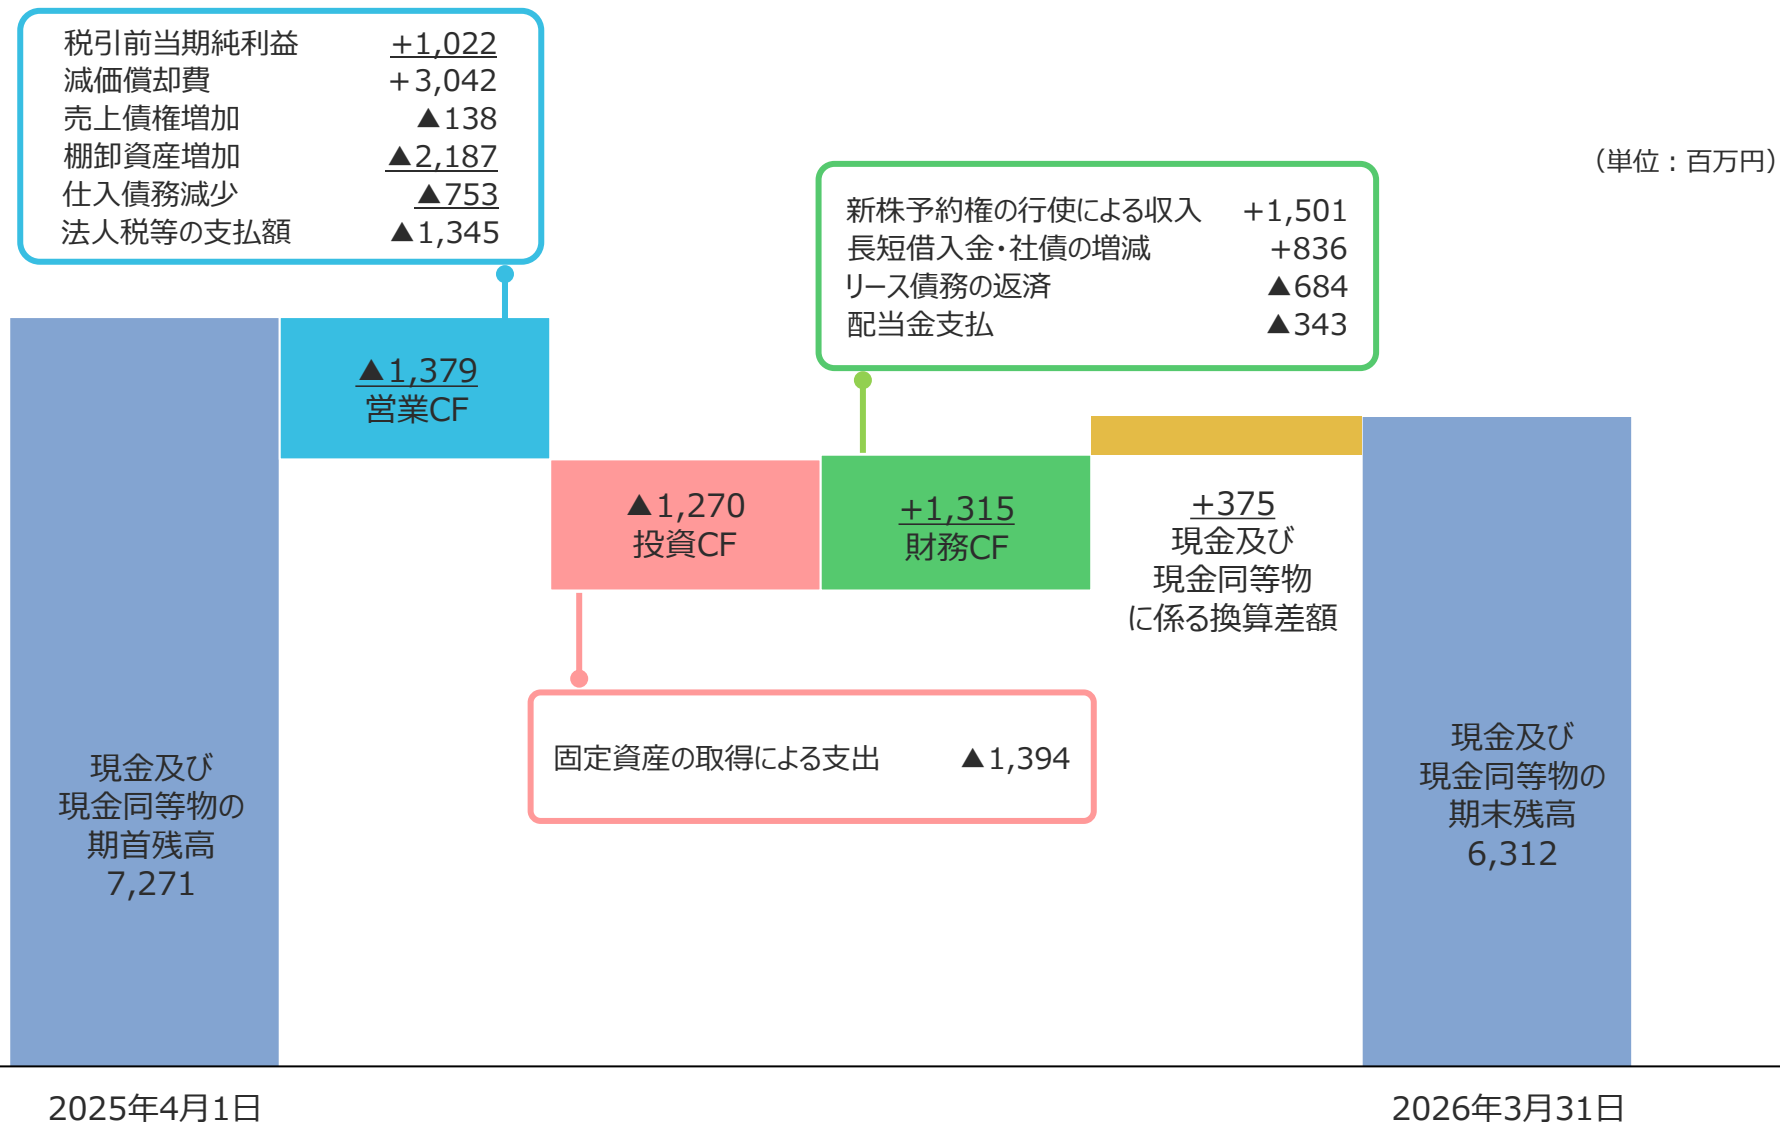 税引前当期純利益 +1,022
減価償却費 +3,042
売上債権増加 ▲138
棚卸資産増加 ▲2,187
仕入債務減少 ▲753
法人税等の支払額 ▲1,345
（単位：百万円）
新株予約権の行使による収入 +1,501
長短借入金・社債の増減 +836
リース債務の返済 ▲684
配当金支払 ▲343
▲1,379
営業CF
▲1,270
投資CF
+1,315
財務CF
+375
現金及び
現金同等物
に係る換算差額
固定資産の取得による支出 ▲1,394
現金及び
現金同等物の
期首残高
7,271
現金及び
現金同等物の
期末残高
6,312
2025年4月1日
2026年3月31日